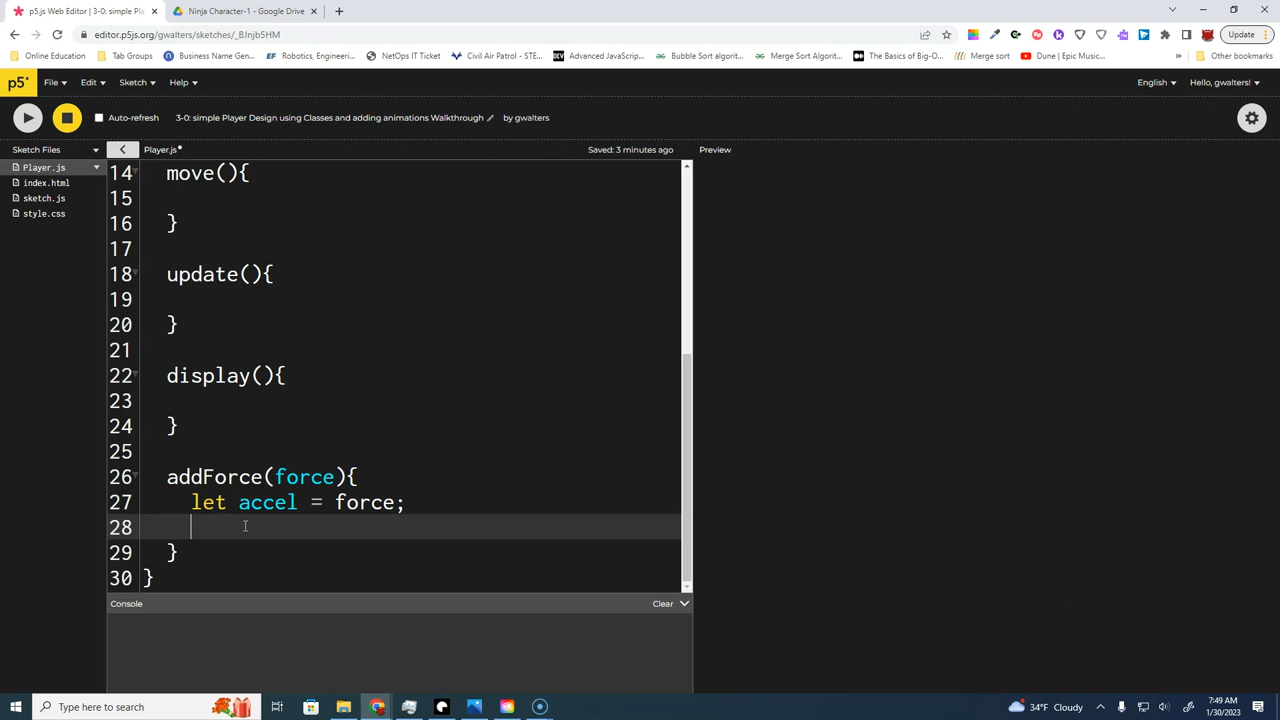 p5.js Web Editor | 3-0: simple Pl
Ninja Character-1 - Google Drive
editor.p5js.org/gwalters/sketches/_BJnjb5HM
Update
Online Education
Tab Groups
Business Name Gen...
Robotics, Engineerin...
NetOps IT Ticket
Civil Air Patrol - STE...
Advanced JavaScrip...
Bubble Sort algorit...
Merge Sort Algorit...
The Basics of Big-O...
Merge sort
Dune | Epic Music...
»
Other bookmarks
p5*
File
Edit
Sketch
Help
English
Hello, gwalters!
Auto-refresh
3-0: simple Player Design using Classes and adding animations Walkthrough
by gwalters
Sketch Files
Player.js
index.html
sketch.js
style.css
Player.js
Saved: 3 minutes ago
Preview
14 move(){
15
16 }
17
18 update(){
19
20 }
21
22 display(){
23
24 }
25
26 addForce(force){
27 let accel = force;
28
29 }
30 }
Console
Clear
Type here to search
34°F Cloudy
7:49 AM
1/30/2023